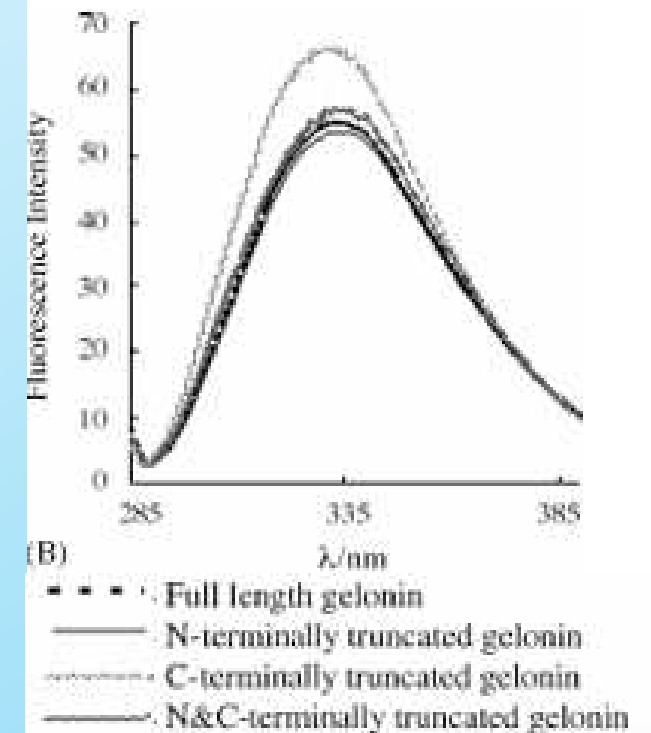 70
60
50
40
30
20
10
0
Fluorescence Intensity
285 335 385
(B)
λ/nm
Full length gelonin
N-terminally truncated gelonin
C-terminally truncated gelonin
N&C-terminally truncated gelonin